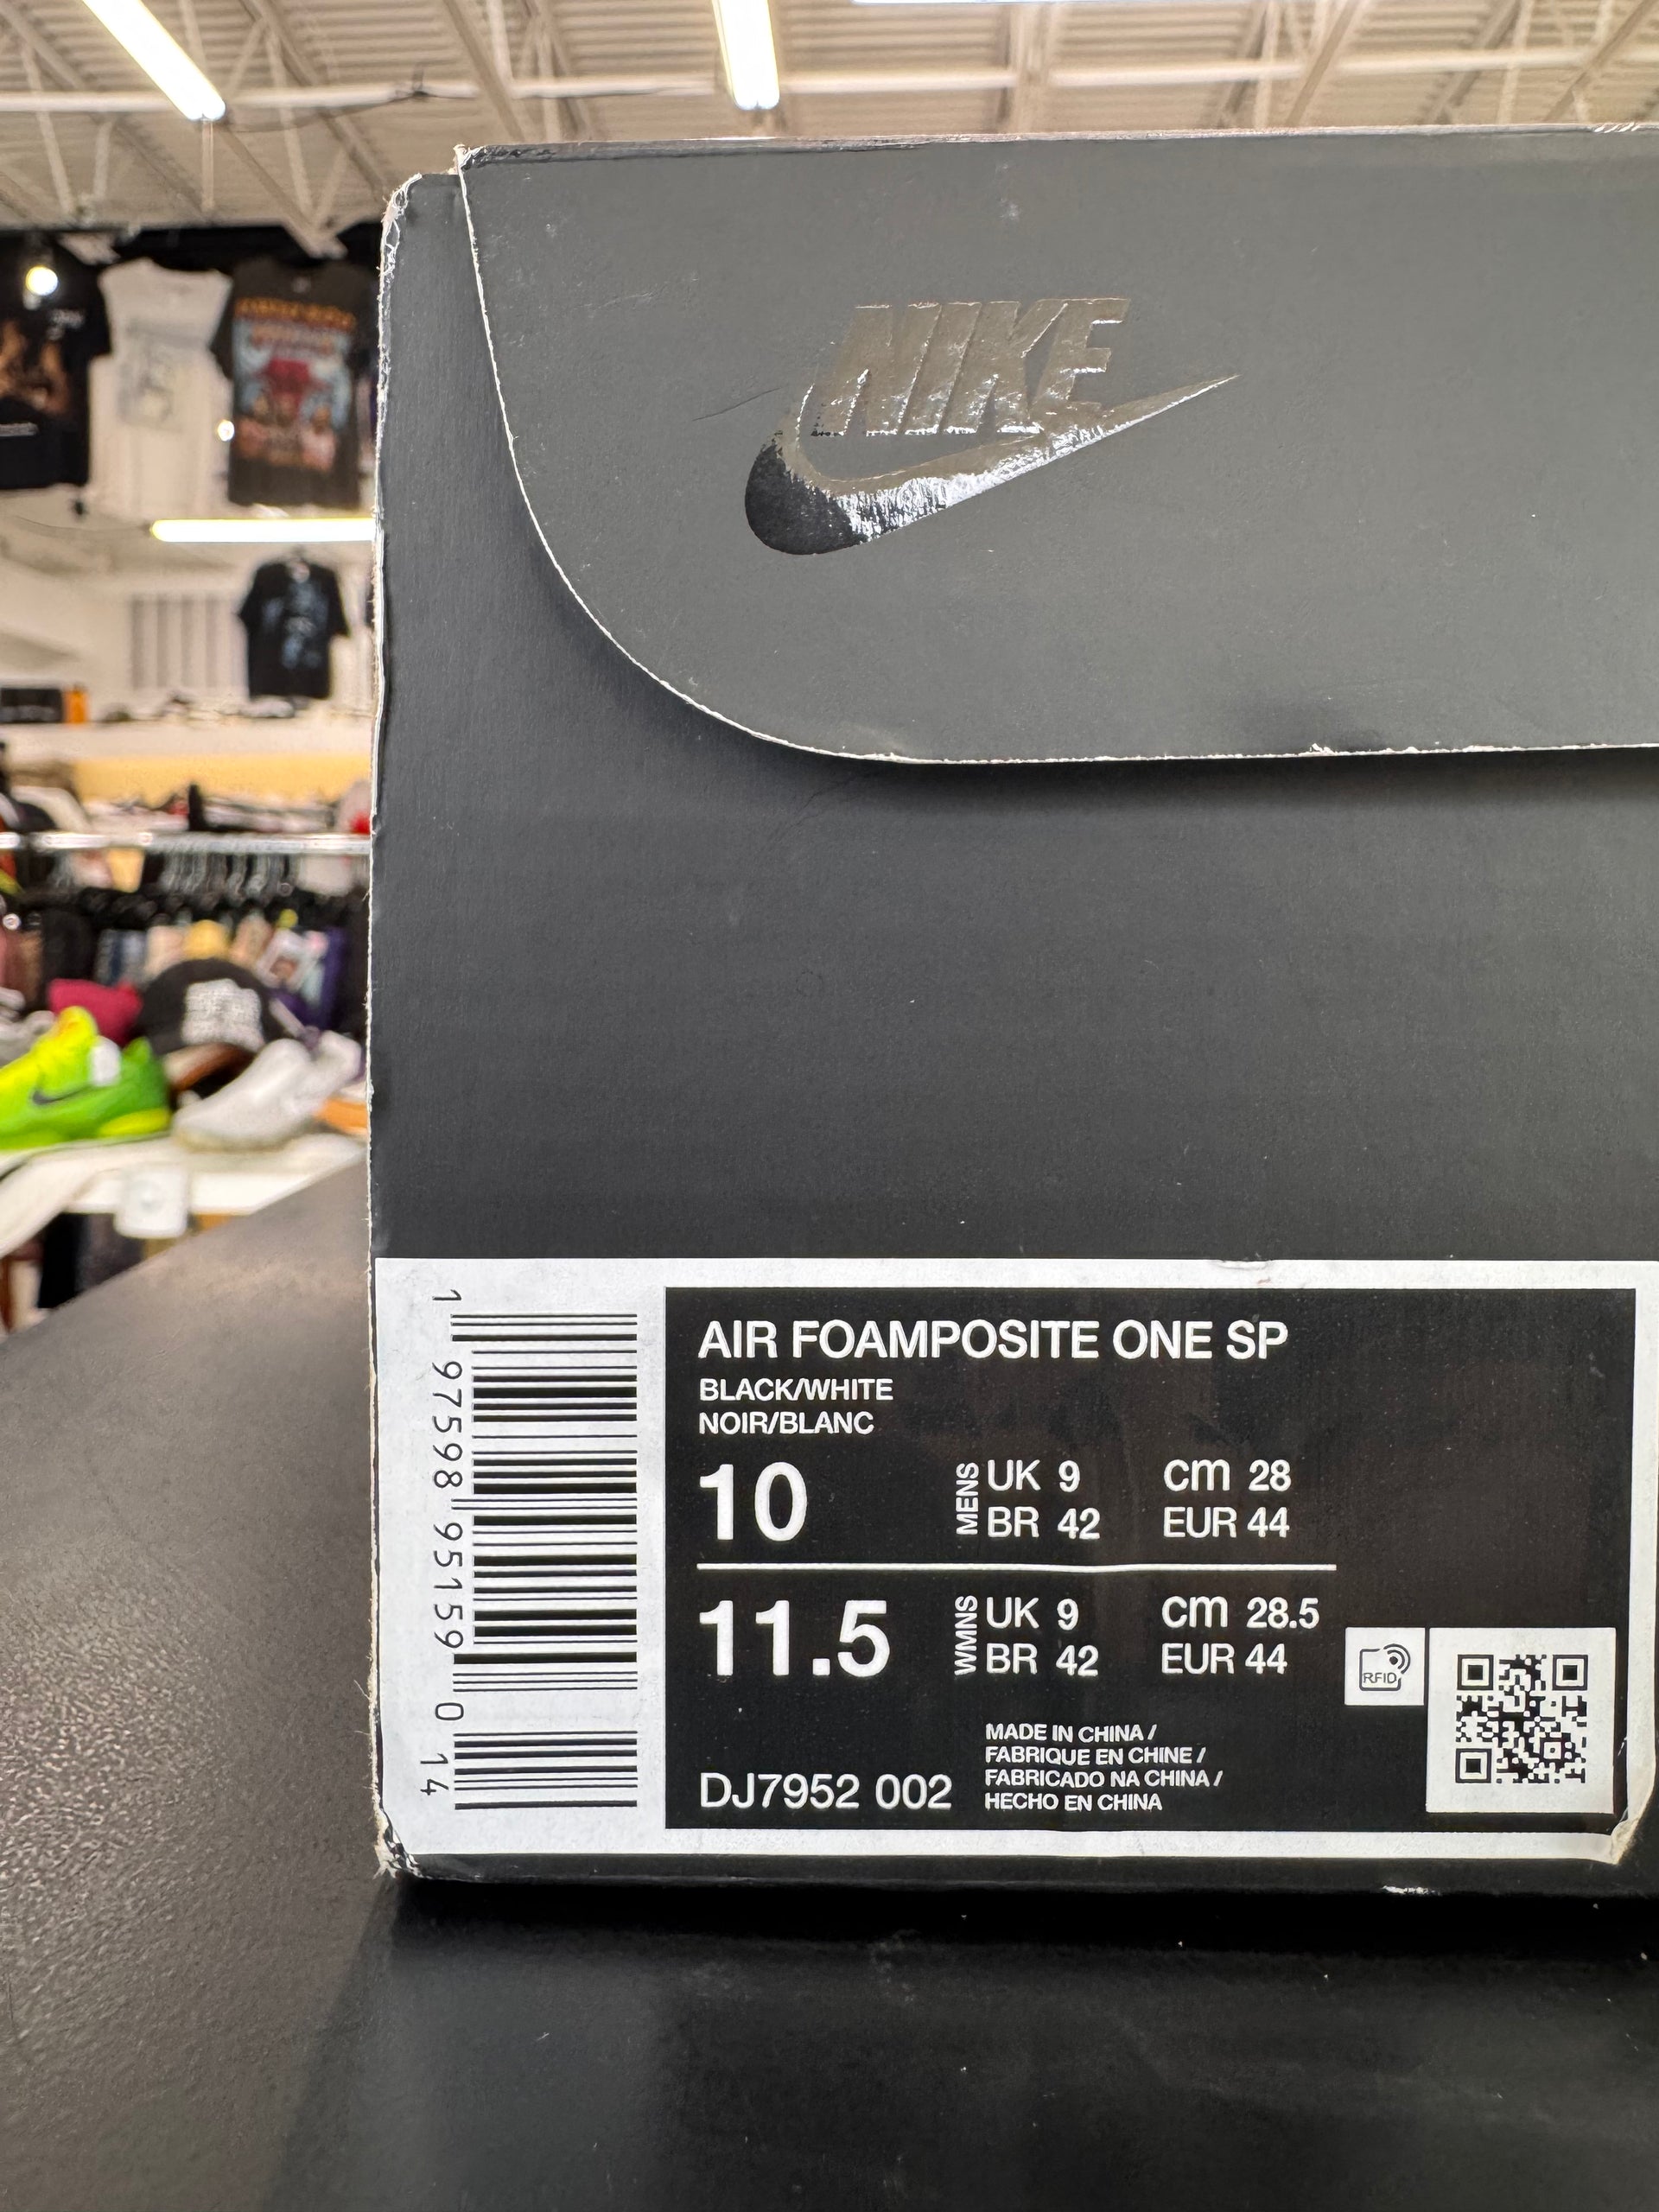 NIKE
AIR FOAMPOSITE ONE SP
BLACK/WHITE
NOIR/BLANC
10
MENS
UK 9
cm 28
BR 42
EUR 44
11.5
WMNS
UK 9
cm 28.5
BR 42
EUR 44
RFID
MADE IN CHINA /
FABRIQUE EN CHINE /
FABRICADO NA CHINA /
HECHO EN CHINA
DJ7952 002
1 97598 95159 0 14